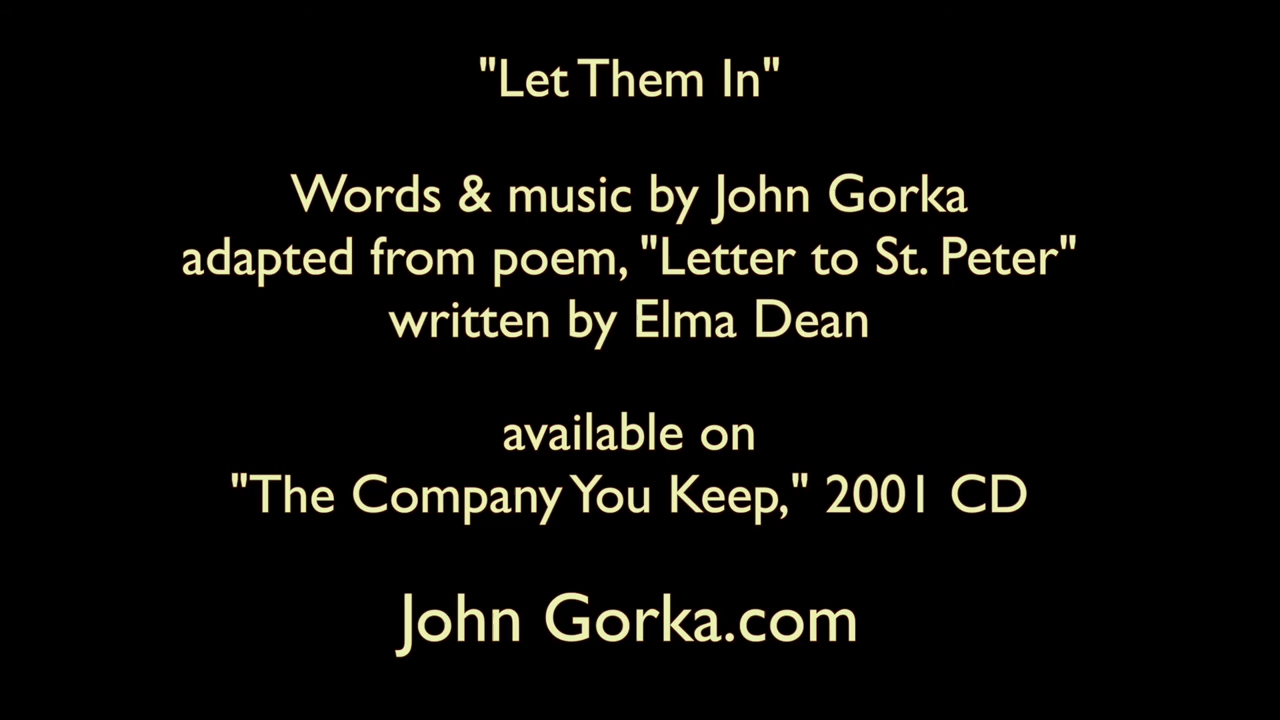 "Let Them In"
Words & music by John Gorka
adapted from poem, "Letter to St. Peter"
written by Elma Dean
available on
"The Company You Keep," 2001 CD
John Gorka.com